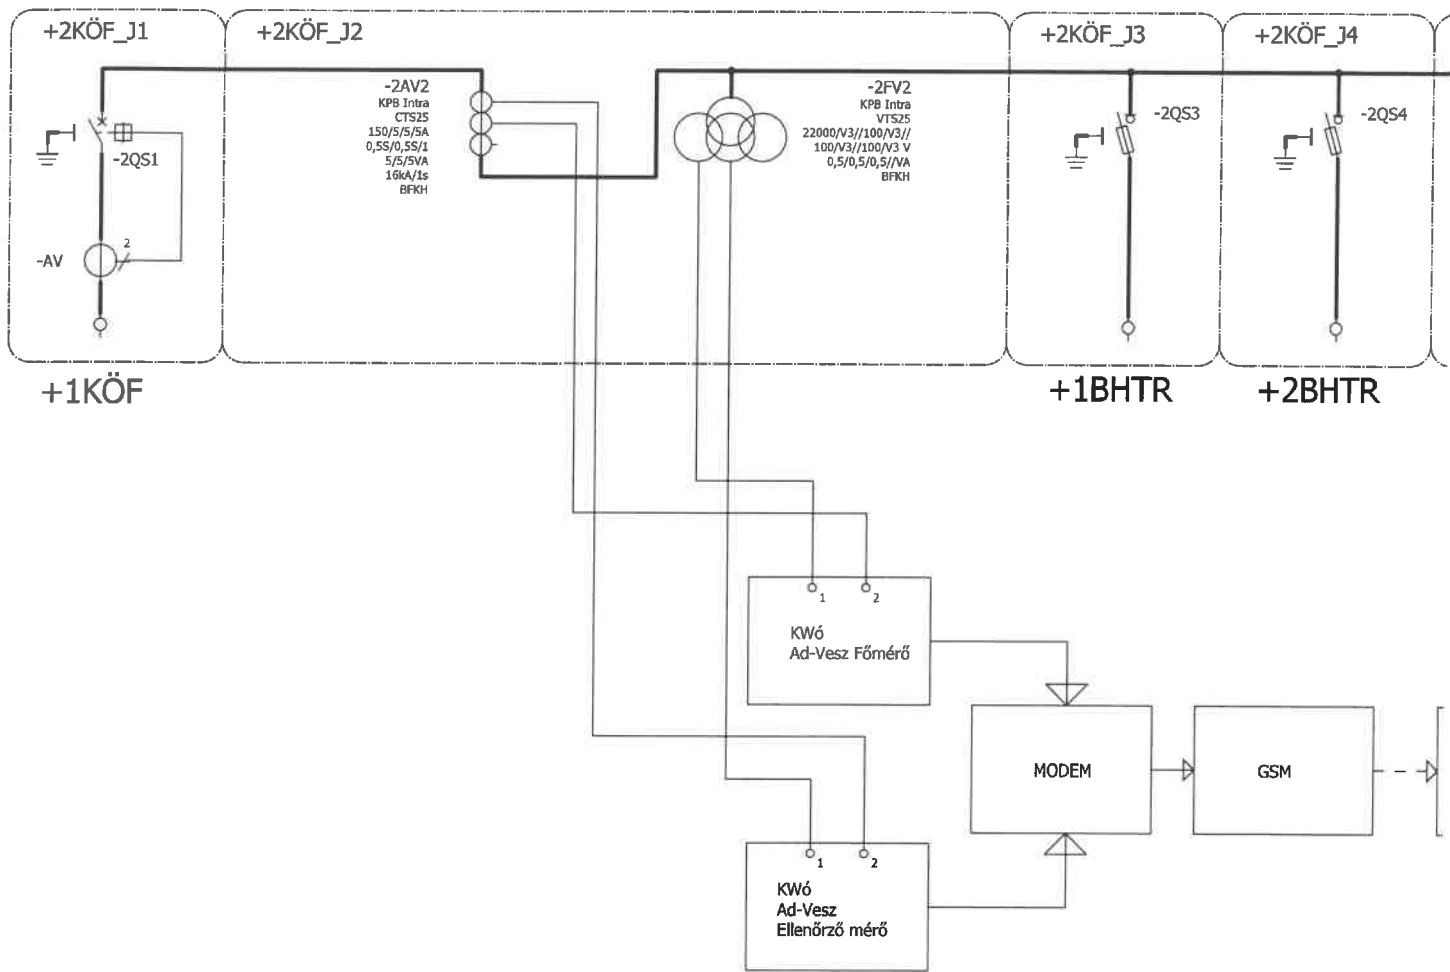 +2KÖF_J1
+2KÖF_J2
+2KÖF_J3
+2KÖF_J4
-2AV2
KPB Intra
CTS25
150/5/5/5A
0,5S/0,5S/1
5/5/5VA
16kA/1s
BFKH
-2FV2
KPB Intra
VTS25
22000/V3//100/V3//
100/V3//100/V3 V
0,5/0,5/0,5//VA
BFKH
-2QS1
-2QS3
-2QS4
2
-AV
+1KÖF
+1BHTR
+2BHTR
1
2
KWó
Ad-Vesz Főmérő
MODEM
GSM
1
2
KWó
Ad-Vesz
Ellenőrző mérő